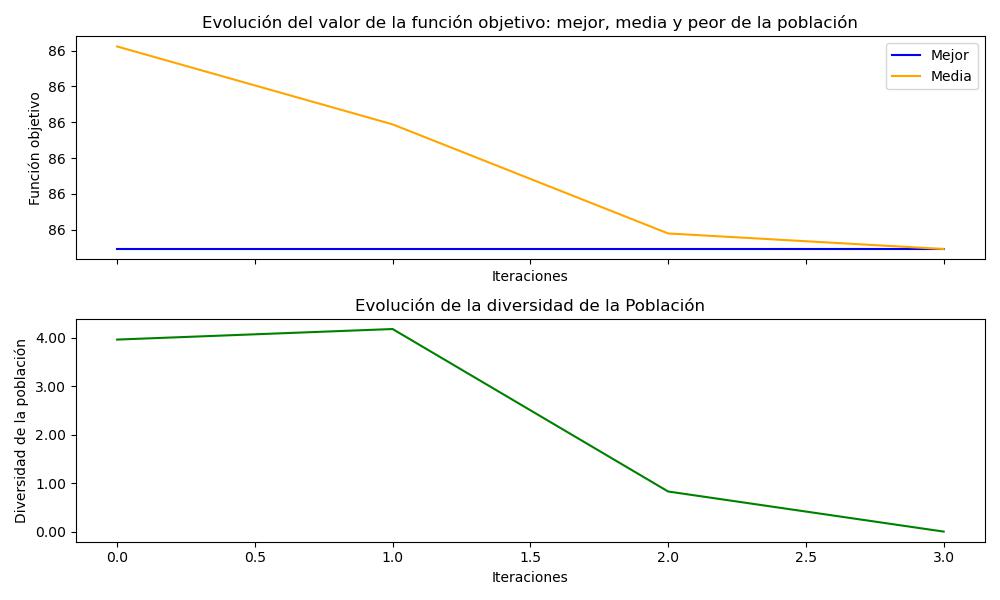 Evolución del valor de la función objetivo: mejor, media y peor de la población
Función objetivo
86
86
86
86
86
86
Mejor
Media
Iteraciones
Evolución de la diversidad de la Población
Diversidad de la población
4.00
3.00
2.00
1.00
0.00
0.0 0.5 1.0 1.5 2.0 2.5 3.0
Iteraciones